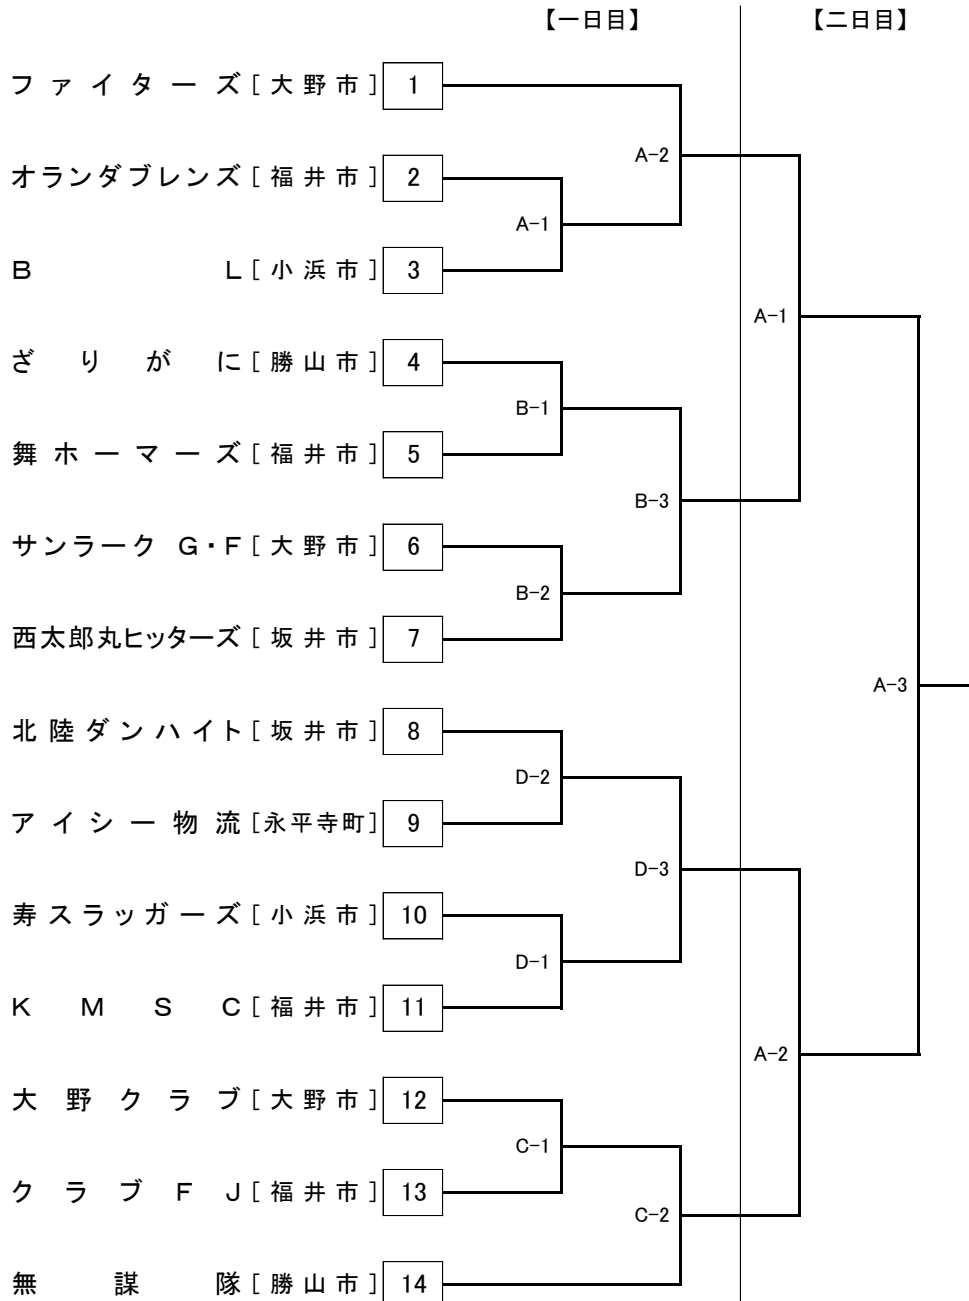 【一日目】 【二日目】
ファイターズ[大野市] 1
A-2
オランダブレンズ[福井市] 2
A-1
BL[小浜市] 3
A-1
ざりがに[勝山市] 4
B-1
舞ホーマーズ[福井市] 5
B-3
サンラーク G・F[大野市] 6
B-2
西太郎丸ヒッターズ[坂井市] 7
A-3
北陸ダンハイト[坂井市] 8
D-2
アイシー物流[永平寺町] 9
D-3
寿スラッガーズ[小浜市] 10
D-1
KMSC[福井市] 11
A-2
大野クラブ[大野市] 12
C-1
クラブFJ[福井市] 13
C-2
無謀隊[勝山市] 14